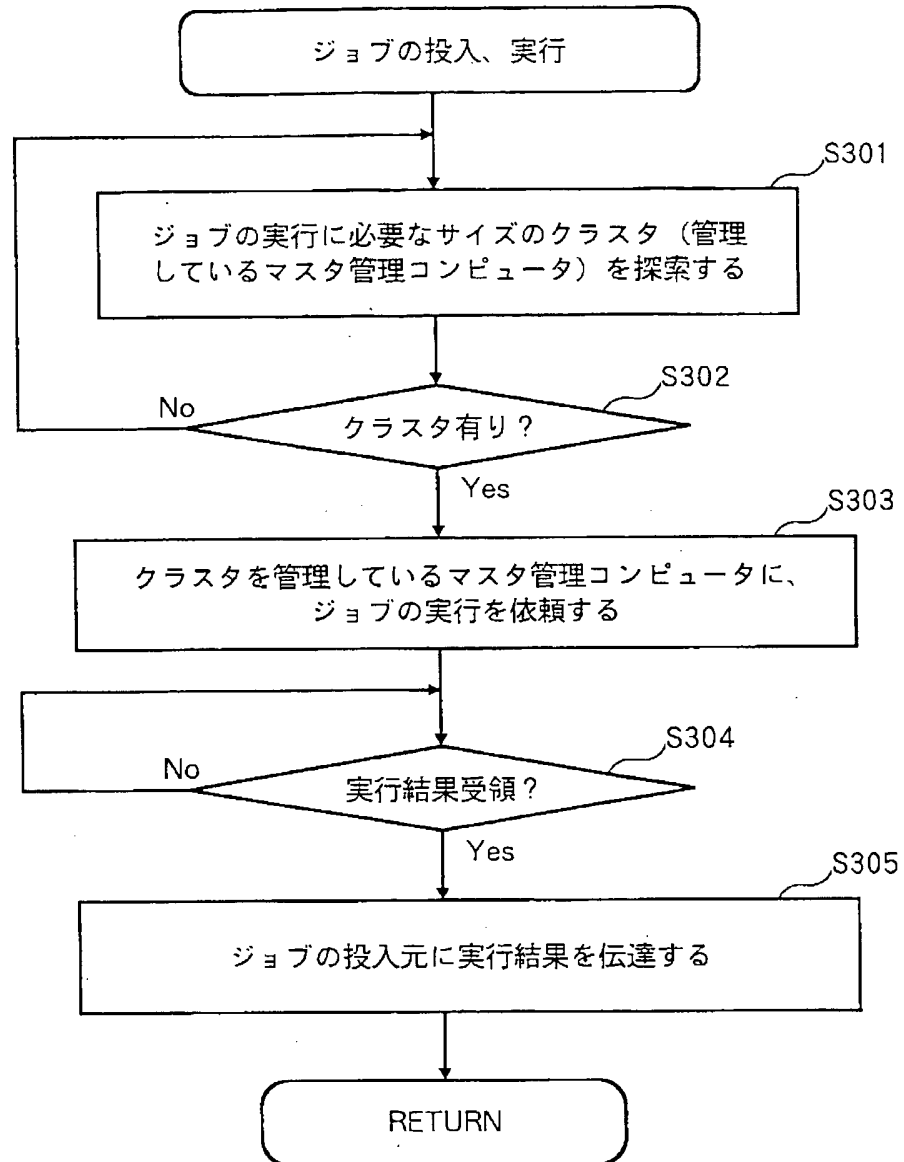 ジョブの投入、実行
S301
ジョブの実行に必要なサイズのクラスタ（管理
しているマスタ管理コンピュータ）を探索する
S302
No
クラスタ有り？
Yes
S303
クラスタを管理しているマスタ管理コンピュータに、
ジョブの実行を依頼する
S304
No
実行結果受領？
Yes
S305
ジョブの投入元に実行結果を伝達する
RETURN